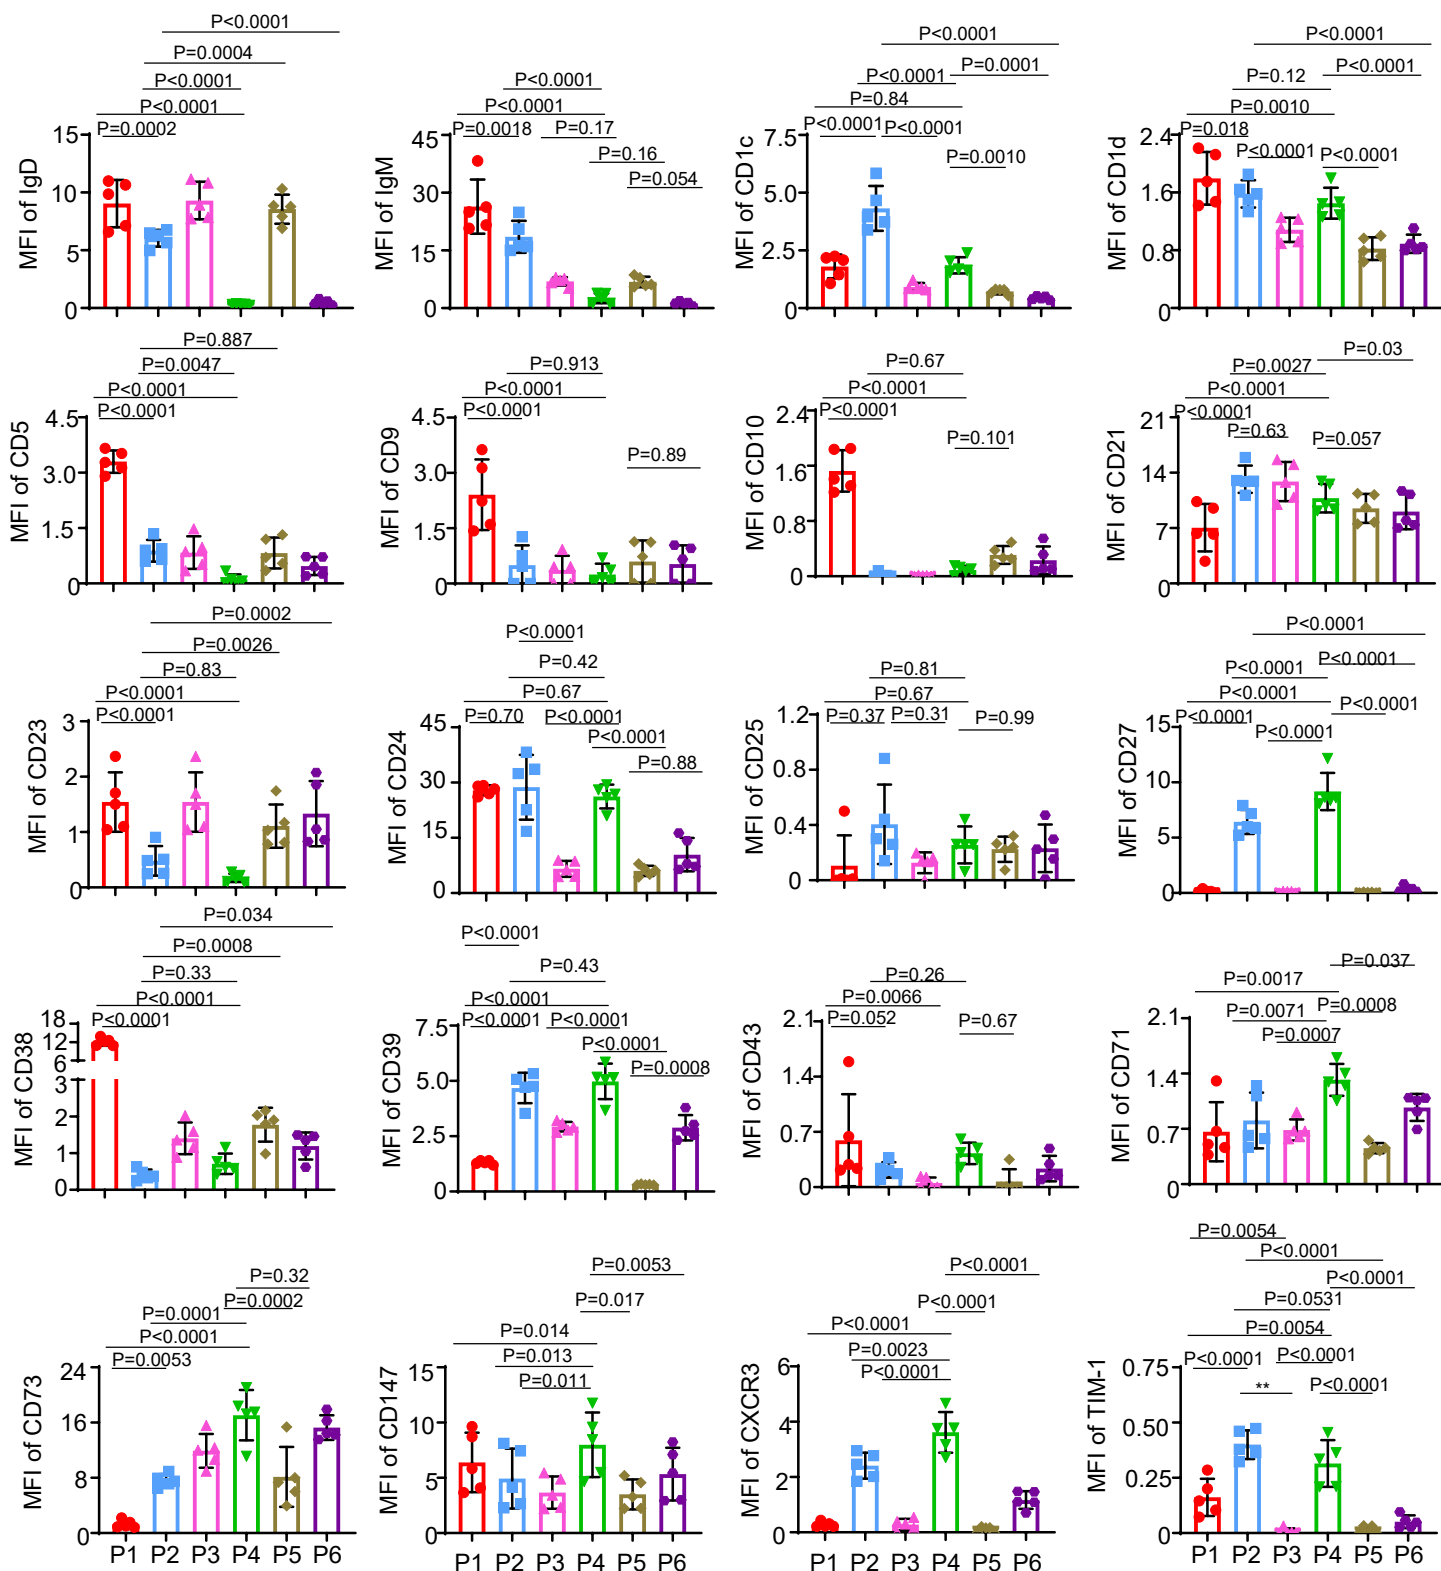 P<0.0001
P=0.0004
P<0.0001
P<0.0001
P=0.0002
MFI of IgD
15
10
5
0
P<0.0001
P<0.0001
P=0.0018
P=0.17
P=0.16
P=0.054
MFI of IgM
45
30
15
0
P<0.0001
P<0.0001
P=0.0001
P=0.84
P<0.0001
P<0.0001
P=0.0010
MFI of CD1c
7.5
5.0
2.5
0
P<0.0001
P=0.12
P<0.0001
P=0.0010
P=0.018
P<0.0001
P<0.0001
MFI of CD1d
2.4
1.6
0.8
0
P=0.887
P=0.0047
P<0.0001
P<0.0001
MFI of CD5
4.5
3.0
1.5
0
P=0.913
P<0.0001
P<0.0001
P=0.89
MFI of CD9
4.5
3.0
1.5
0
P=0.67
P<0.0001
P<0.0001
P=0.101
MFI of CD10
2.4
1.6
0.8
0
P=0.03
P=0.0027
P<0.0001
P<0.0001
P=0.63
P=0.057
MFI of CD21
21
14
7
0
P=0.0002
P=0.0026
P=0.83
P<0.0001
P<0.0001
MFI of CD23
3
2
1
0
P<0.0001
P=0.42
P=0.67
P=0.70
P<0.0001
P<0.0001
P=0.88
MFI of CD24
45
30
15
0
P=0.81
P=0.67
P=0.37
P=0.31
P=0.99
MFI of CD25
1.2
0.8
0.4
0
P<0.0001
P<0.0001
P<0.0001
P<0.0001
P<0.0001
P<0.0001
P<0.0001
MFI of CD27
15
10
5
0
P=0.034
P=0.0008
P=0.33
P<0.0001
P<0.0001
MFI of CD38
18
12
6
3
2
1
0
P<0.0001
P=0.43
P<0.0001
P<0.0001
P<0.0001
P<0.0001
P=0.0008
MFI of CD39
7.5
5.0
2.5
0
P=0.26
P=0.0066
P=0.052
P=0.67
MFI of CD43
2.1
1.4
0.7
0
P=0.037
P=0.0017
P=0.0071
P=0.0008
P=0.0007
MFI of CD71
2.1
1.4
0.7
0
P=0.32
P=0.0002
P=0.0001
P<0.0001
P=0.0053
MFI of CD73
24
16
8
0
P1 P2 P3 P4 P5 P6
P=0.0053
P=0.017
P=0.014
P=0.013
P=0.011
MFI of CD147
15
10
5
0
P1 P2 P3 P4 P5 P6
P<0.0001
P<0.0001
P<0.0001
P=0.0023
P<0.0001
MFI of CXCR3
6
4
2
0
P1 P2 P3 P4 P5 P6
P=0.0054
P<0.0001
P<0.0001
P=0.0531
P=0.0054
P<0.0001
P<0.0001
**
P<0.0001
MFI of TIM-1
0.75
0.50
0.25
0
P1 P2 P3 P4 P5 P6